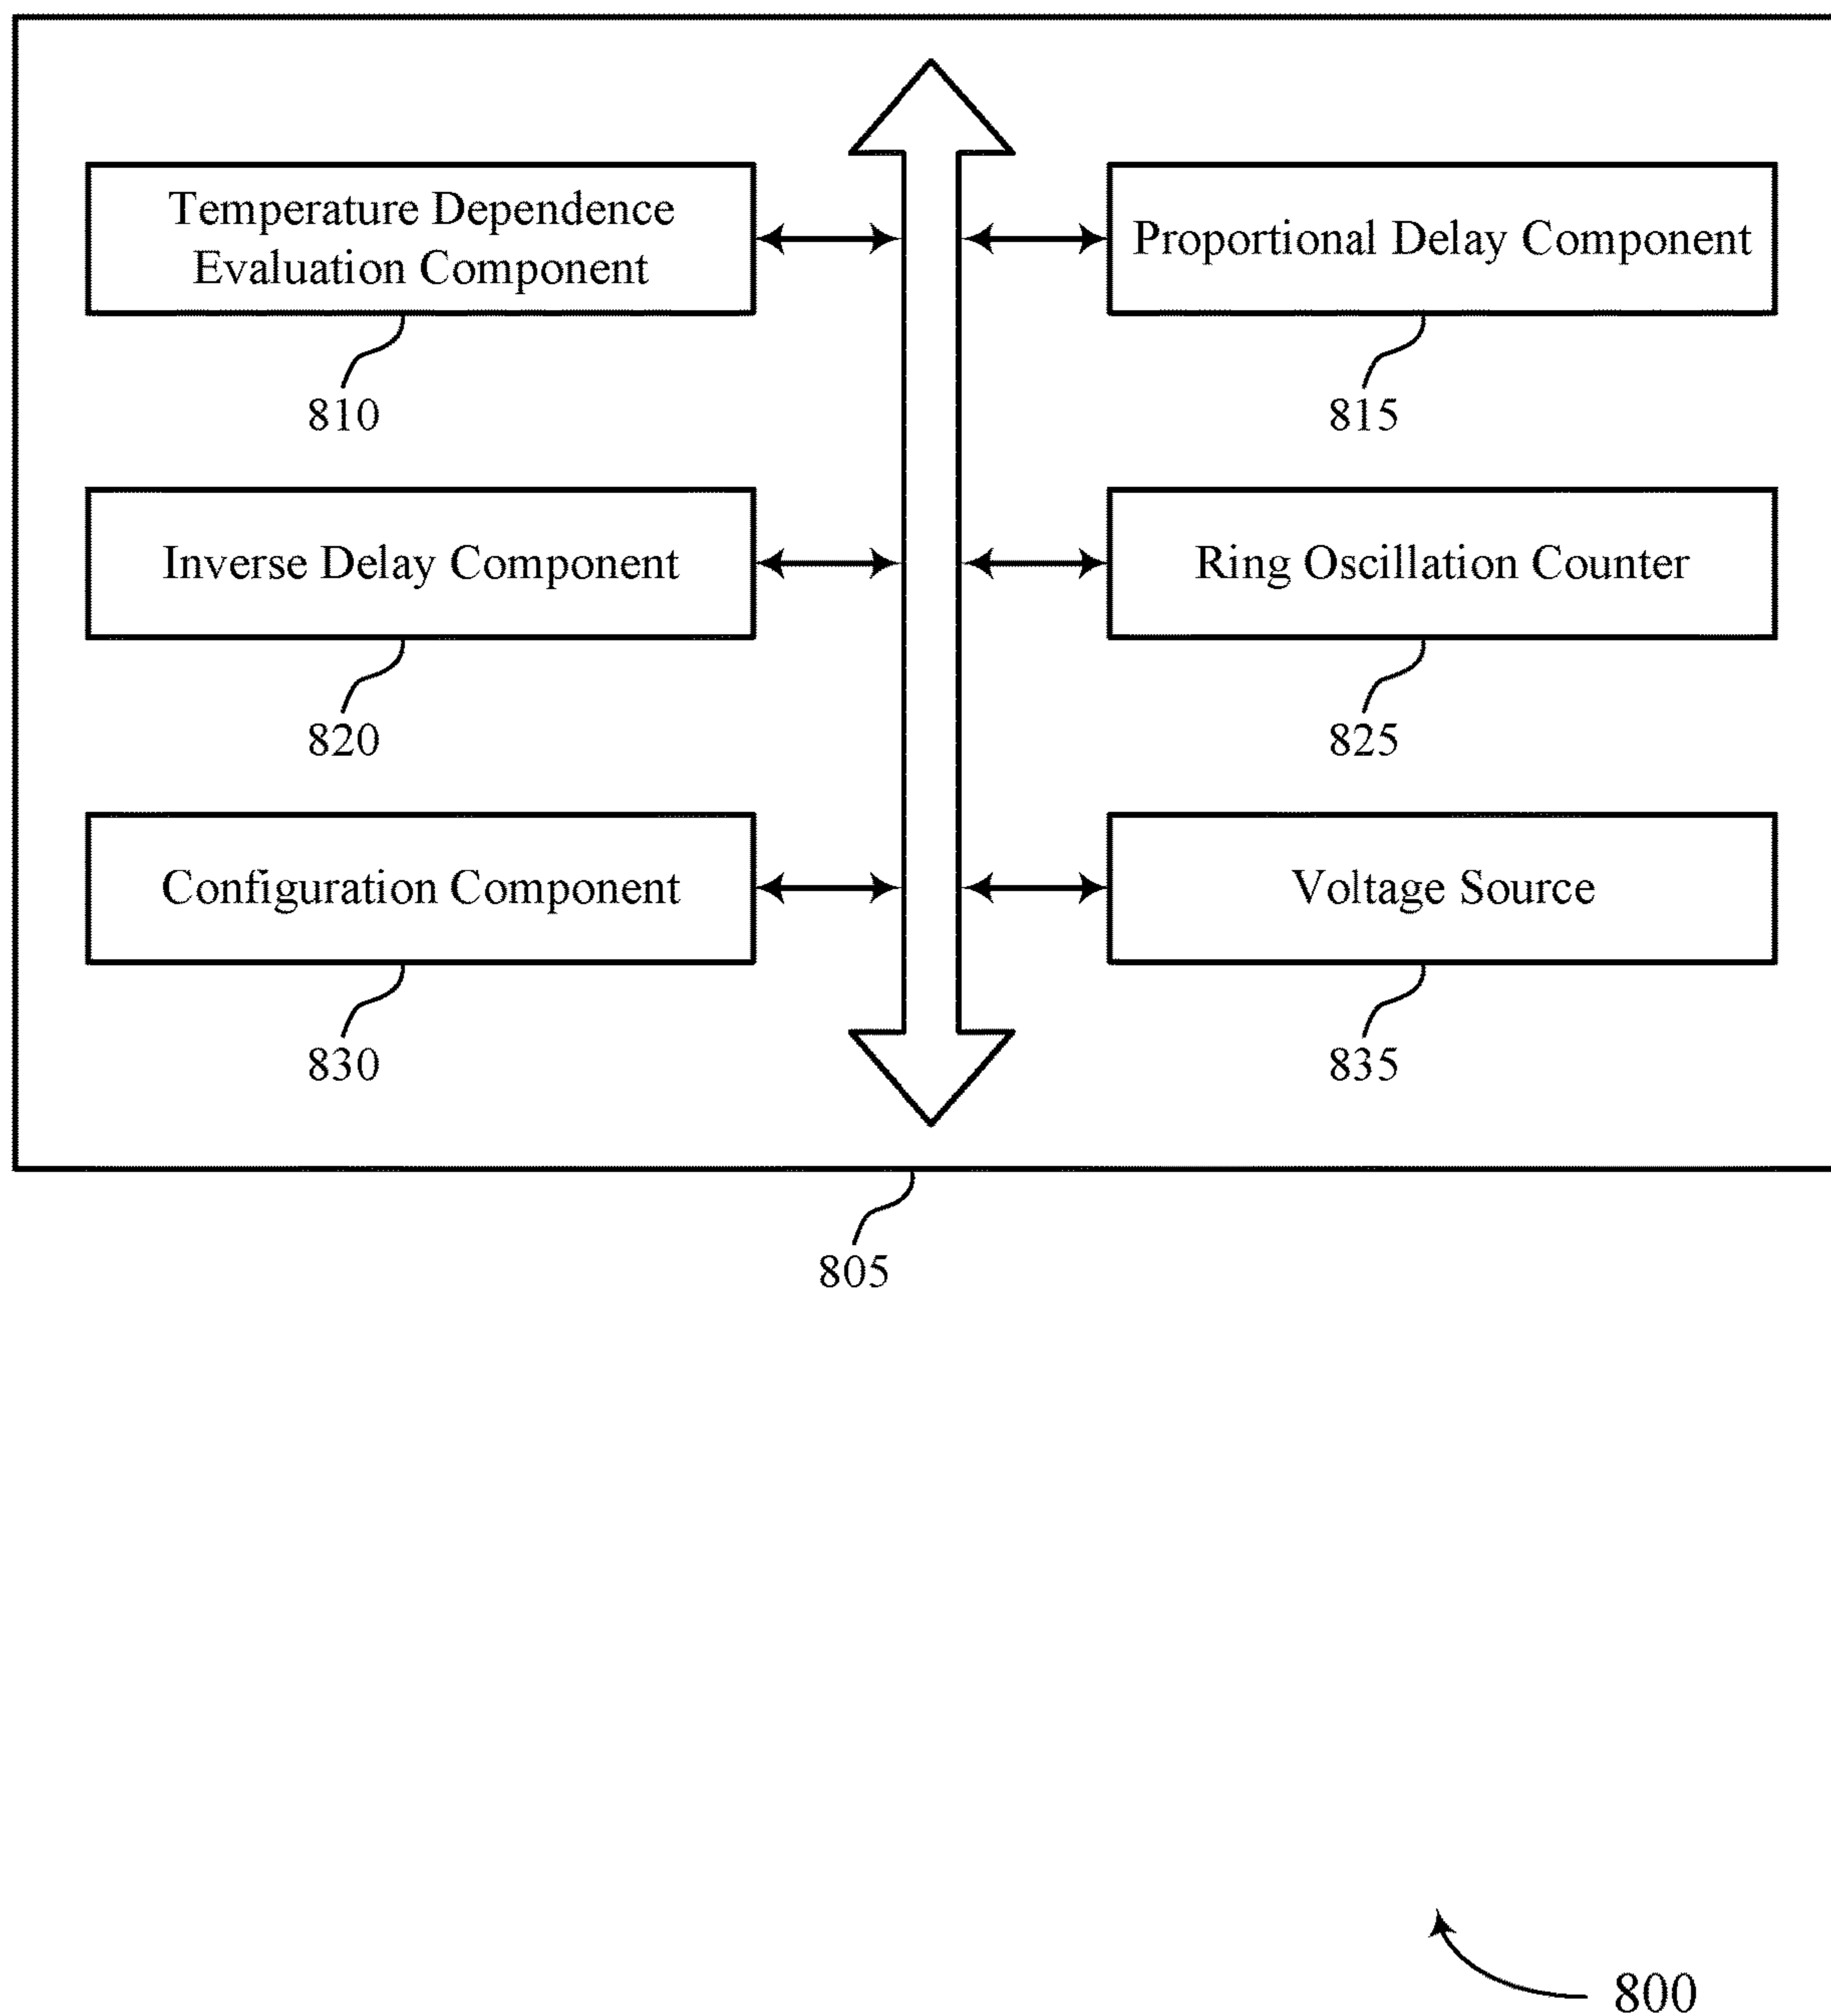 Temperature Dependence
Evaluation Component
810
Proportional Delay Component
815
Inverse Delay Component
820
Ring Oscillation Counter
825
Configuration Component
830
Voltage Source
835
805
800